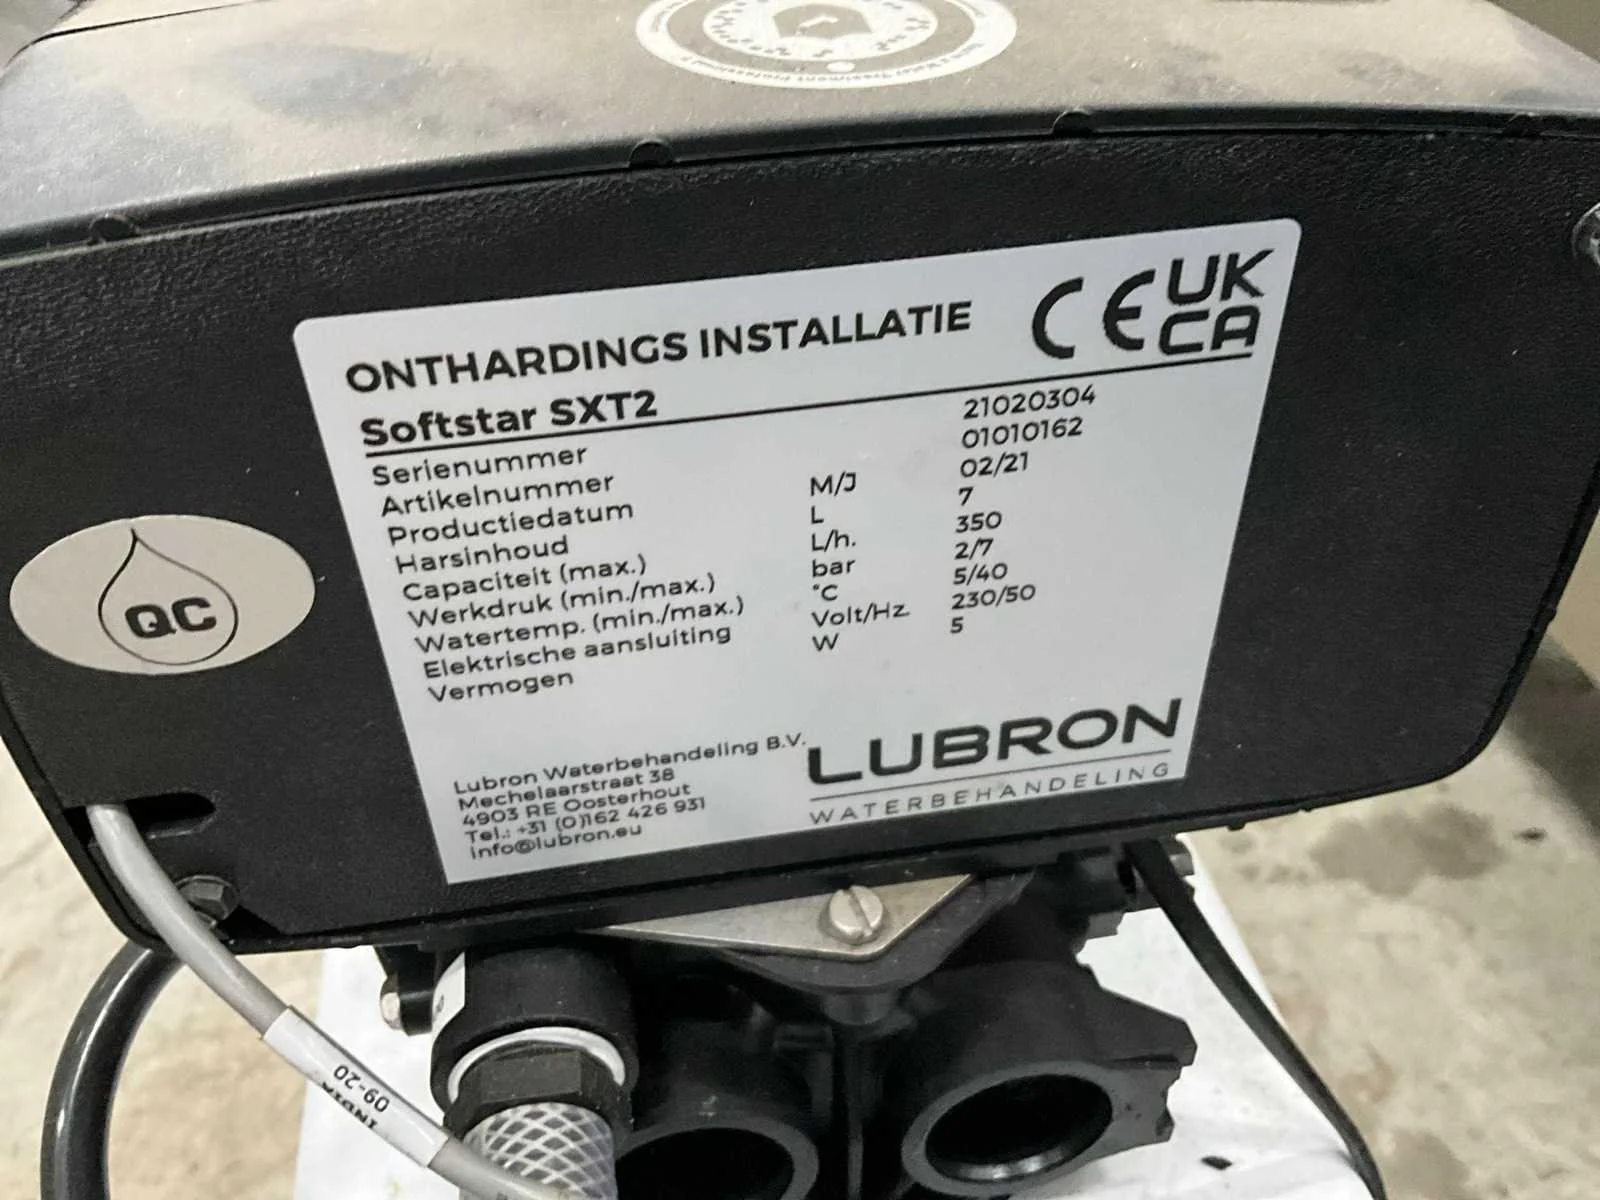 Water Treatment Professional
ONTHARDINGS INSTALLATIE CE UK
CA
Softstar SXT2
Serienummer 21020304
Artikelnummer 01010162
Productiedatum M/J 02/21
Harsinhoud L 7
Capaciteit (max.) L/h. 350
Werkdruk (min./max.) bar 2/7
Watertemp. (min./max.) °C 5/40
Elektrische aansluiting Volt/Hz. 230/50
Vermogen W 5
QC
Lubron Waterbehandeling B.V.
Mechelaarstraat 38
4903 RE Oosterhout
Tel.: +31 (0)162 426 931
info@lubron.eu
LUBRON
WATERBEHANDELING
09-20